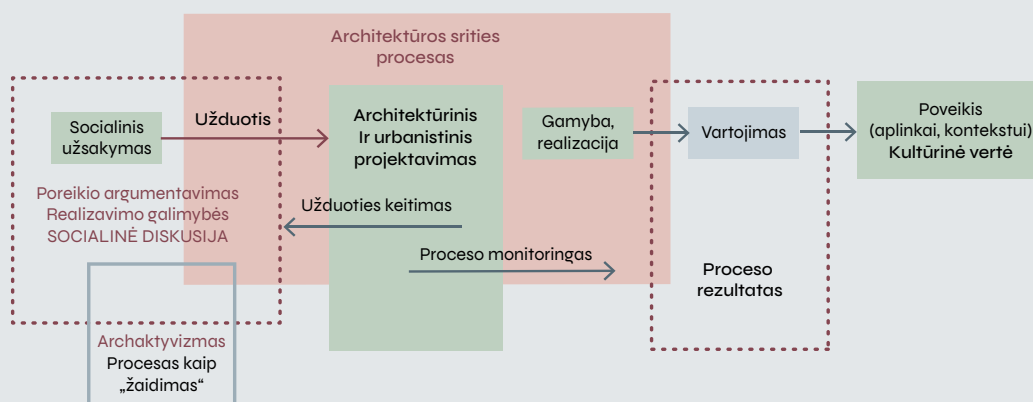 Architektūros srities
procesas
Socialinis
užsakymas
Užduotis
Architektūrinis
Ir urbanistinis
projektavimas
Gamyba,
realizacija
Vartojimas
Poveikis
(aplinkai, kontekstui)
Kultūrinė vertė
Poreikio argumentavimas
Realizavimo galimybės
SOCIALINĖ DISKUSIJA
Užduoties keitimas
Proceso monitoringas
Proceso
rezultatas
Archaktyvizmas
Procesas kaip
„žaidimas“